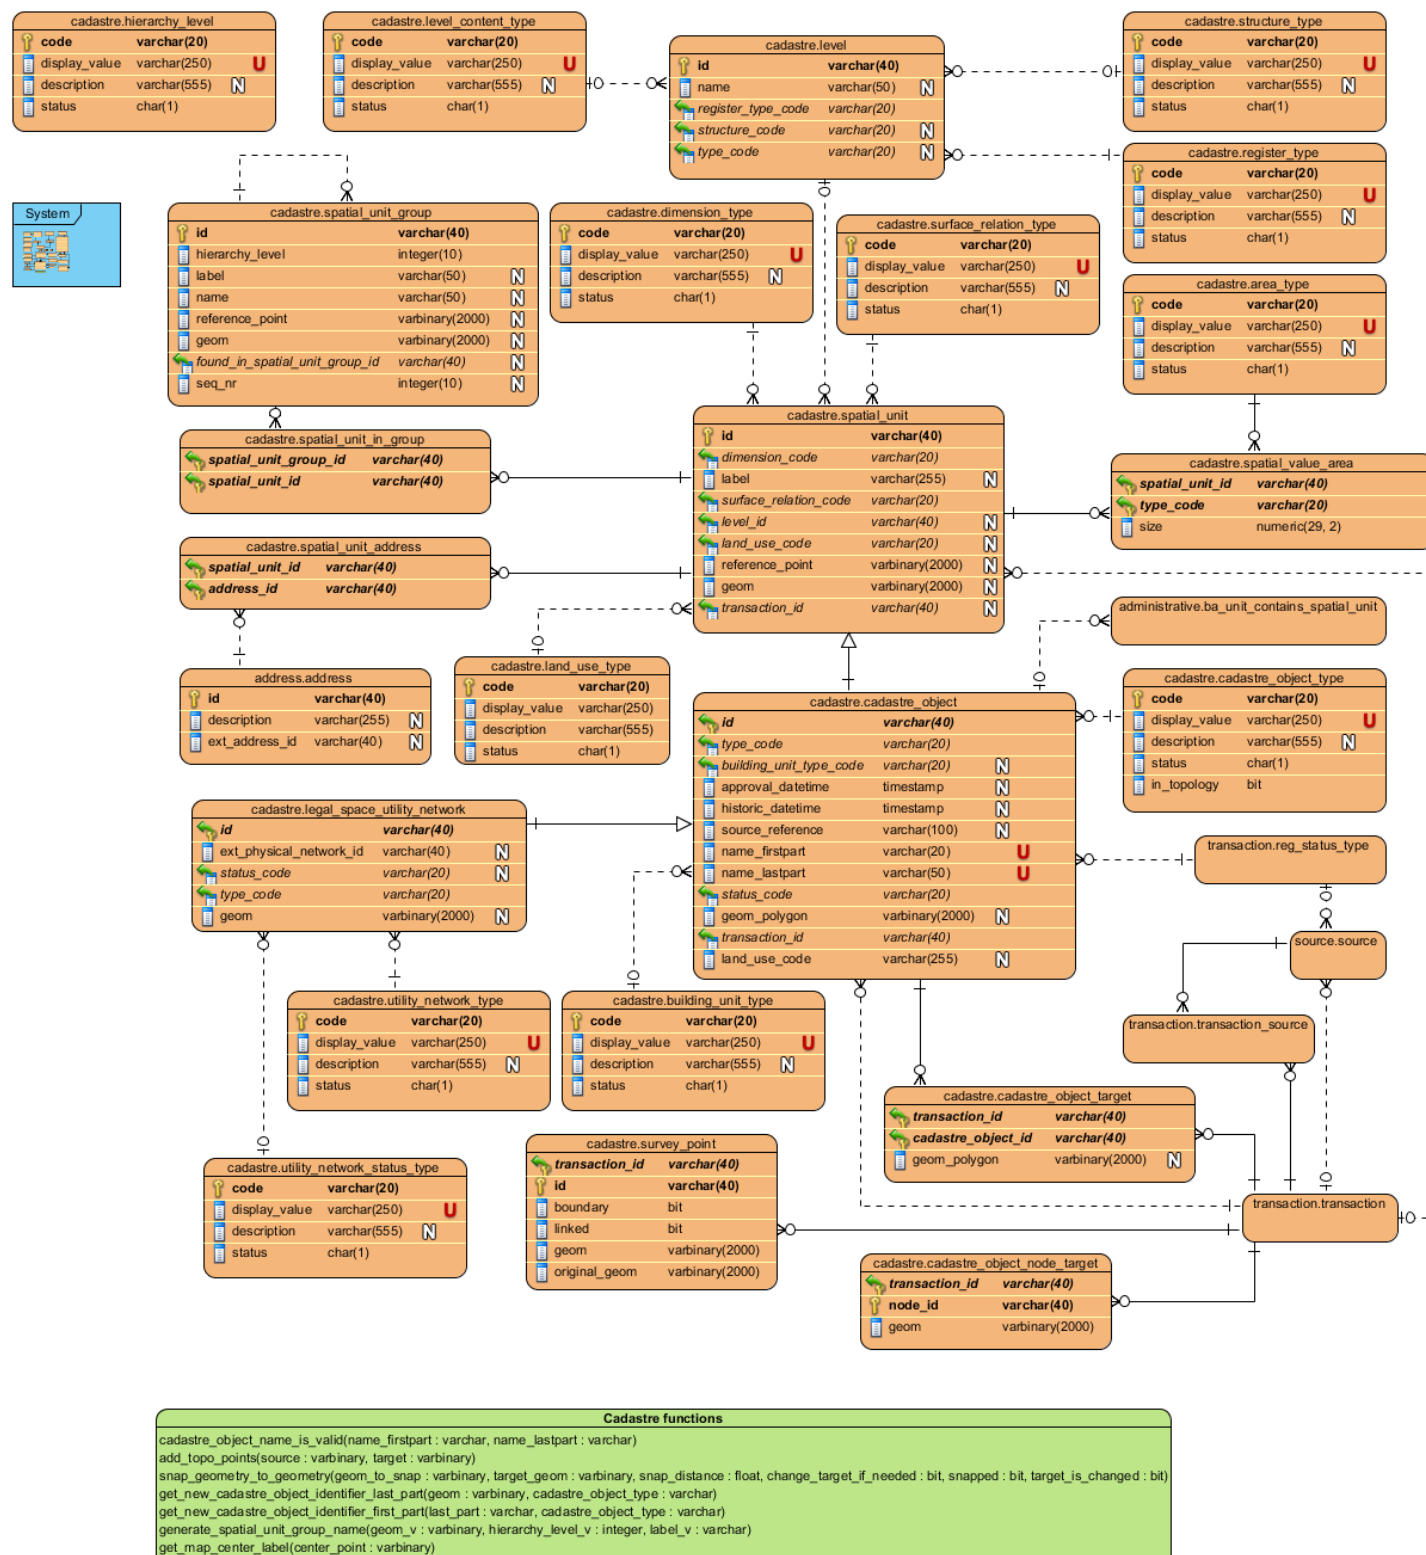 cadastre.hierarchy_level
code varchar(20)
display_value varchar(250) U
description varchar(555) N
status char(1)
cadastre.level_content_type
code varchar(20)
display_value varchar(250) U
description varchar(555) N
status char(1)
cadastre.level
id varchar(40)
name varchar(50) N
register_type_code varchar(20)
structure_code varchar(20) N
type_code varchar(20) N
cadastre.structure_type
code varchar(20)
display_value varchar(250) U
description varchar(555) N
status char(1)
cadastre.register_type
code varchar(20)
display_value varchar(250) U
description varchar(555) N
status char(1)
System
cadastre.spatial_unit_group
id varchar(40)
hierarchy_level integer(10)
label varchar(50) N
name varchar(50) N
reference_point varbinary(2000) N
geom varbinary(2000) N
found_in_spatial_unit_group_id varchar(40) N
seq_nr integer(10) N
cadastre.dimension_type
code varchar(20)
display_value varchar(250) U
description varchar(555) N
status char(1)
cadastre.surface_relation_type
code varchar(20)
display_value varchar(250) U
description varchar(555) N
status char(1)
cadastre.area_type
code varchar(20)
display_value varchar(250) U
description varchar(555) N
status char(1)
cadastre.spatial_unit_in_group
spatial_unit_group_id varchar(40)
spatial_unit_id varchar(40)
cadastre.spatial_unit
id varchar(40)
dimension_code varchar(20)
label varchar(255) N
surface_relation_code varchar(20)
level_id varchar(40) N
land_use_code varchar(20) N
reference_point varbinary(2000) N
geom varbinary(2000) N
transaction_id varchar(40) N
cadastre.spatial_value_area
spatial_unit_id varchar(40)
type_code varchar(20)
size numeric(29, 2)
cadastre.spatial_unit_address
spatial_unit_id varchar(40)
address_id varchar(40)
administrative.ba_unit_contains_spatial_unit
address.address
id varchar(40)
description varchar(255) N
ext_address_id varchar(40) N
cadastre.land_use_type
code varchar(20)
display_value varchar(250)
description varchar(555)
status char(1)
cadastre.cadastre_object
id varchar(40)
type_code varchar(20)
building_unit_type_code varchar(20) N
approval_datetime timestamp N
historic_datetime timestamp N
source_reference varchar(100) N
name_firstpart varchar(20) U
name_lastpart varchar(50) U
status_code varchar(20)
geom_polygon varbinary(2000) N
transaction_id varchar(40)
land_use_code varchar(255) N
cadastre.cadastre_object_type
code varchar(20)
display_value varchar(250) U
description varchar(555) N
status char(1)
in_topology bit
cadastre.legal_space_utility_network
id varchar(40)
ext_physical_network_id varchar(40) N
status_code varchar(20) N
type_code varchar(20)
geom varbinary(2000) N
transaction.reg_status_type
source.source
transaction.transaction_source
cadastre.utility_network_type
code varchar(20)
display_value varchar(250) U
description varchar(555) N
status char(1)
cadastre.building_unit_type
code varchar(20)
display_value varchar(250) U
description varchar(555) N
status char(1)
cadastre.cadastre_object_target
transaction_id varchar(40)
cadastre_object_id varchar(40)
geom_polygon varbinary(2000) N
cadastre.utility_network_status_type
code varchar(20)
display_value varchar(250) U
description varchar(555) N
status char(1)
cadastre.survey_point
transaction_id varchar(40)
id varchar(40)
boundary bit
linked bit
geom varbinary(2000)
original_geom varbinary(2000)
transaction.transaction
cadastre.cadastre_object_node_target
transaction_id varchar(40)
node_id varchar(40)
geom varbinary(2000)
Cadastre functions
cadastre_object_name_is_valid(name_firstpart : varchar, name_lastpart : varchar)
add_topo_points(source : varbinary, target : varbinary)
snap_geometry_to_geometry(geom_to_snap : varbinary, target_geom : varbinary, snap_distance : float, change_target_if_needed : bit, snapped : bit, target_is_changed : bit)
get_new_cadastre_object_identifier_last_part(geom : varbinary, cadastre_object_type : varchar)
get_new_cadastre_object_identifier_first_part(last_part : varchar, cadastre_object_type : varchar)
generate_spatial_unit_group_name(geom_v : varbinary, hierarchy_level_v : integer, label_v : varchar)
get_map_center_label(center_point : varbinary)